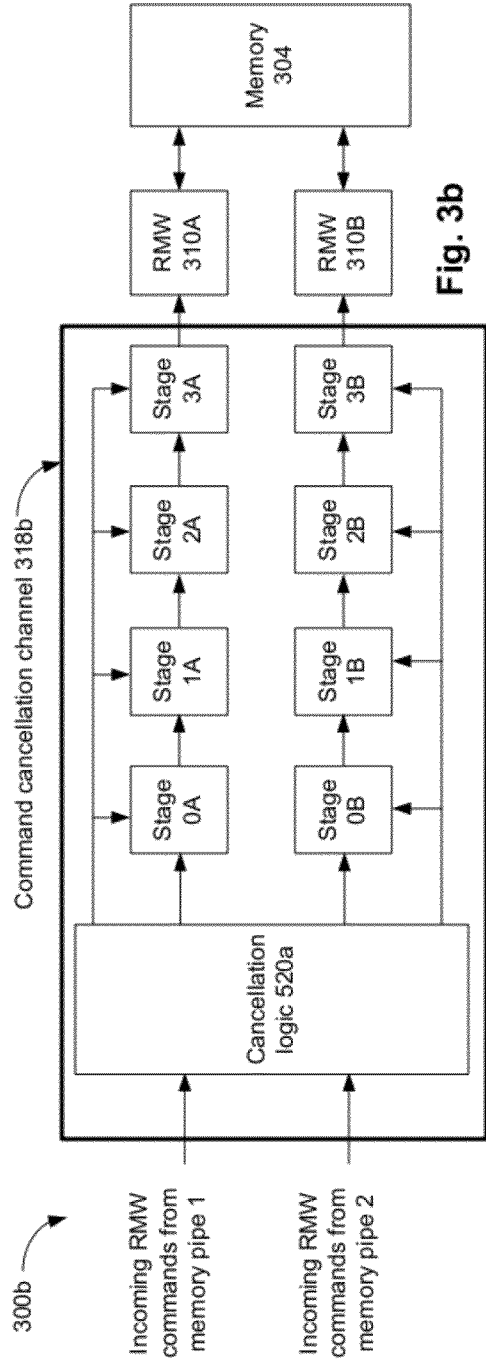 300b
Command cancellation channel 318b
Incoming RMW
commands from
memory pipe 1
Incoming RMW
commands from
memory pipe 2
Cancellation
logic 520a
Stage
0A
Stage
1A
Stage
2A
Stage
3A
RMW
310A
Stage
0B
Stage
1B
Stage
2B
Stage
3B
RMW
310B
Memory
304
Fig. 3b